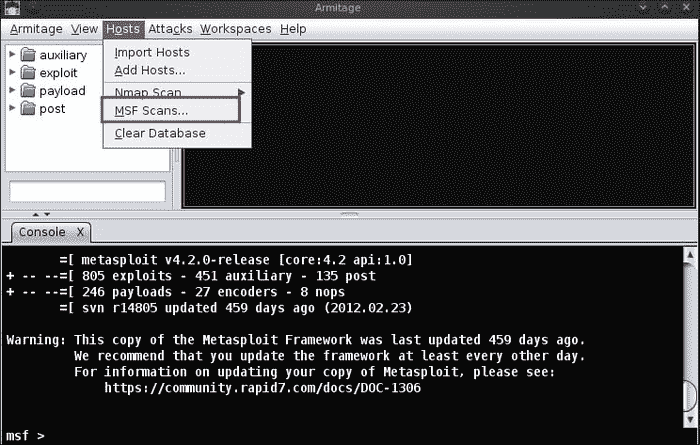 Armitage
Armitage View Hosts Attacks Workspaces Help
auxiliary
exploit
payload
post
Import Hosts
Add Hosts...
Nmap Scan
MSF Scans...
Clear Database
Console X
=[ metasploit v4.2.0-release [core:4.2 api:1.0]
+ -- --=[ 805 exploits - 451 auxiliary - 135 post
+ -- --=[ 246 payloads - 27 encoders - 8 nops
=[ svn r14805 updated 459 days ago (2012.02.23)
Warning: This copy of the Metasploit Framework was last updated 459 days ago.
We recommend that you update the framework at least every other day.
For information on updating your copy of Metasploit, please see:
https://community.rapid7.com/docs/DOC-1306
msf >